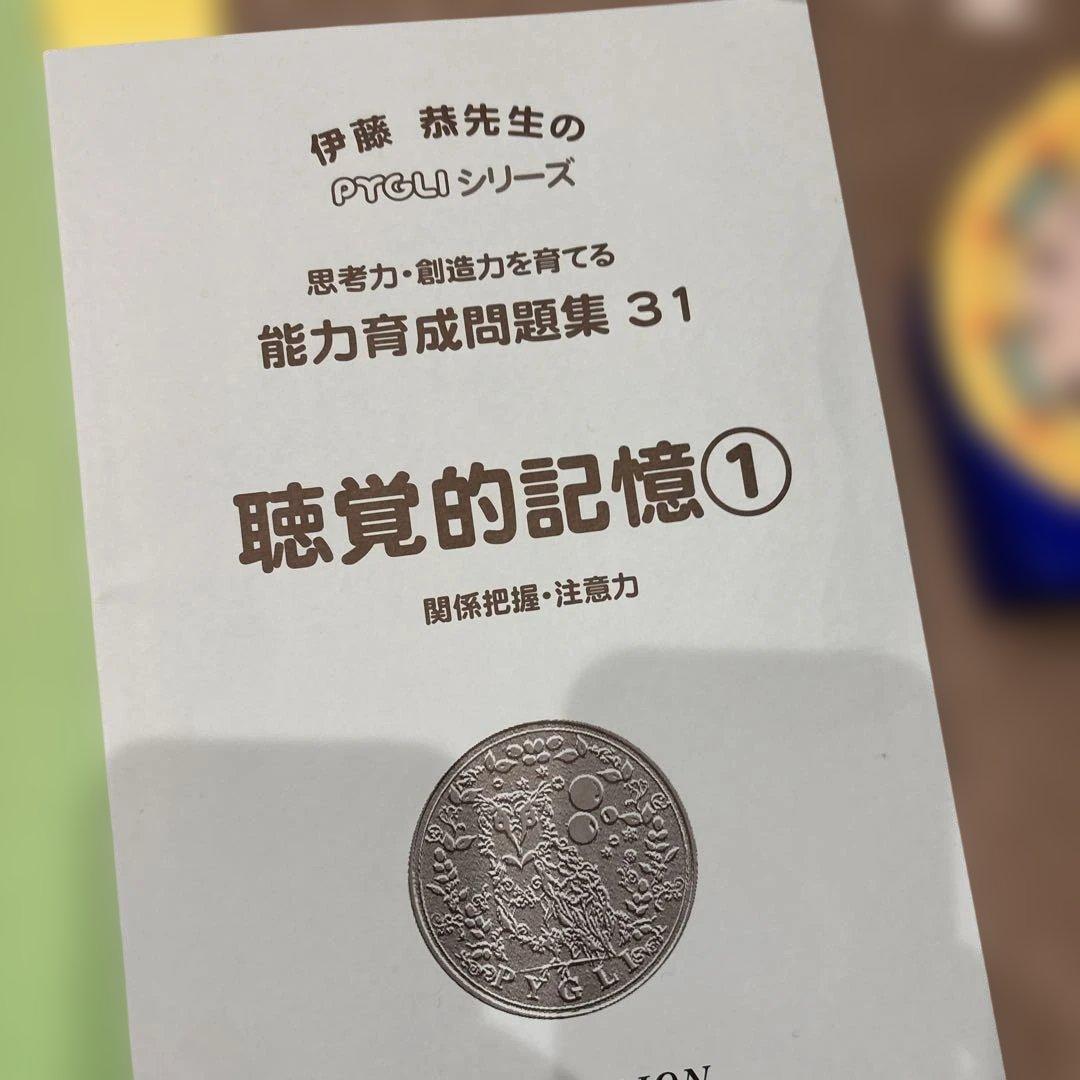 伊藤 恭先生の
PYGLIシリーズ
思考力・創造力を育てる
能力育成問題集 31
聴覚的記憶①
関係把握・注意力
PYGLI